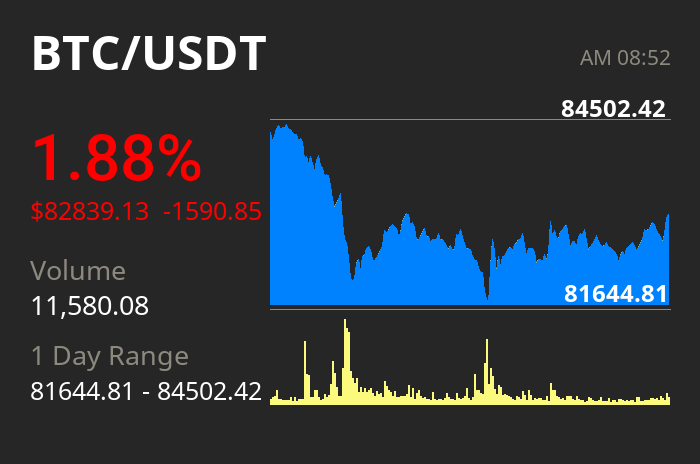 BTC/USDT
AM 08:52
84502.42
1.88%
$82839.13 -1590.85
Volume
11,580.08
81644.81
1 Day Range
81644.81 - 84502.42